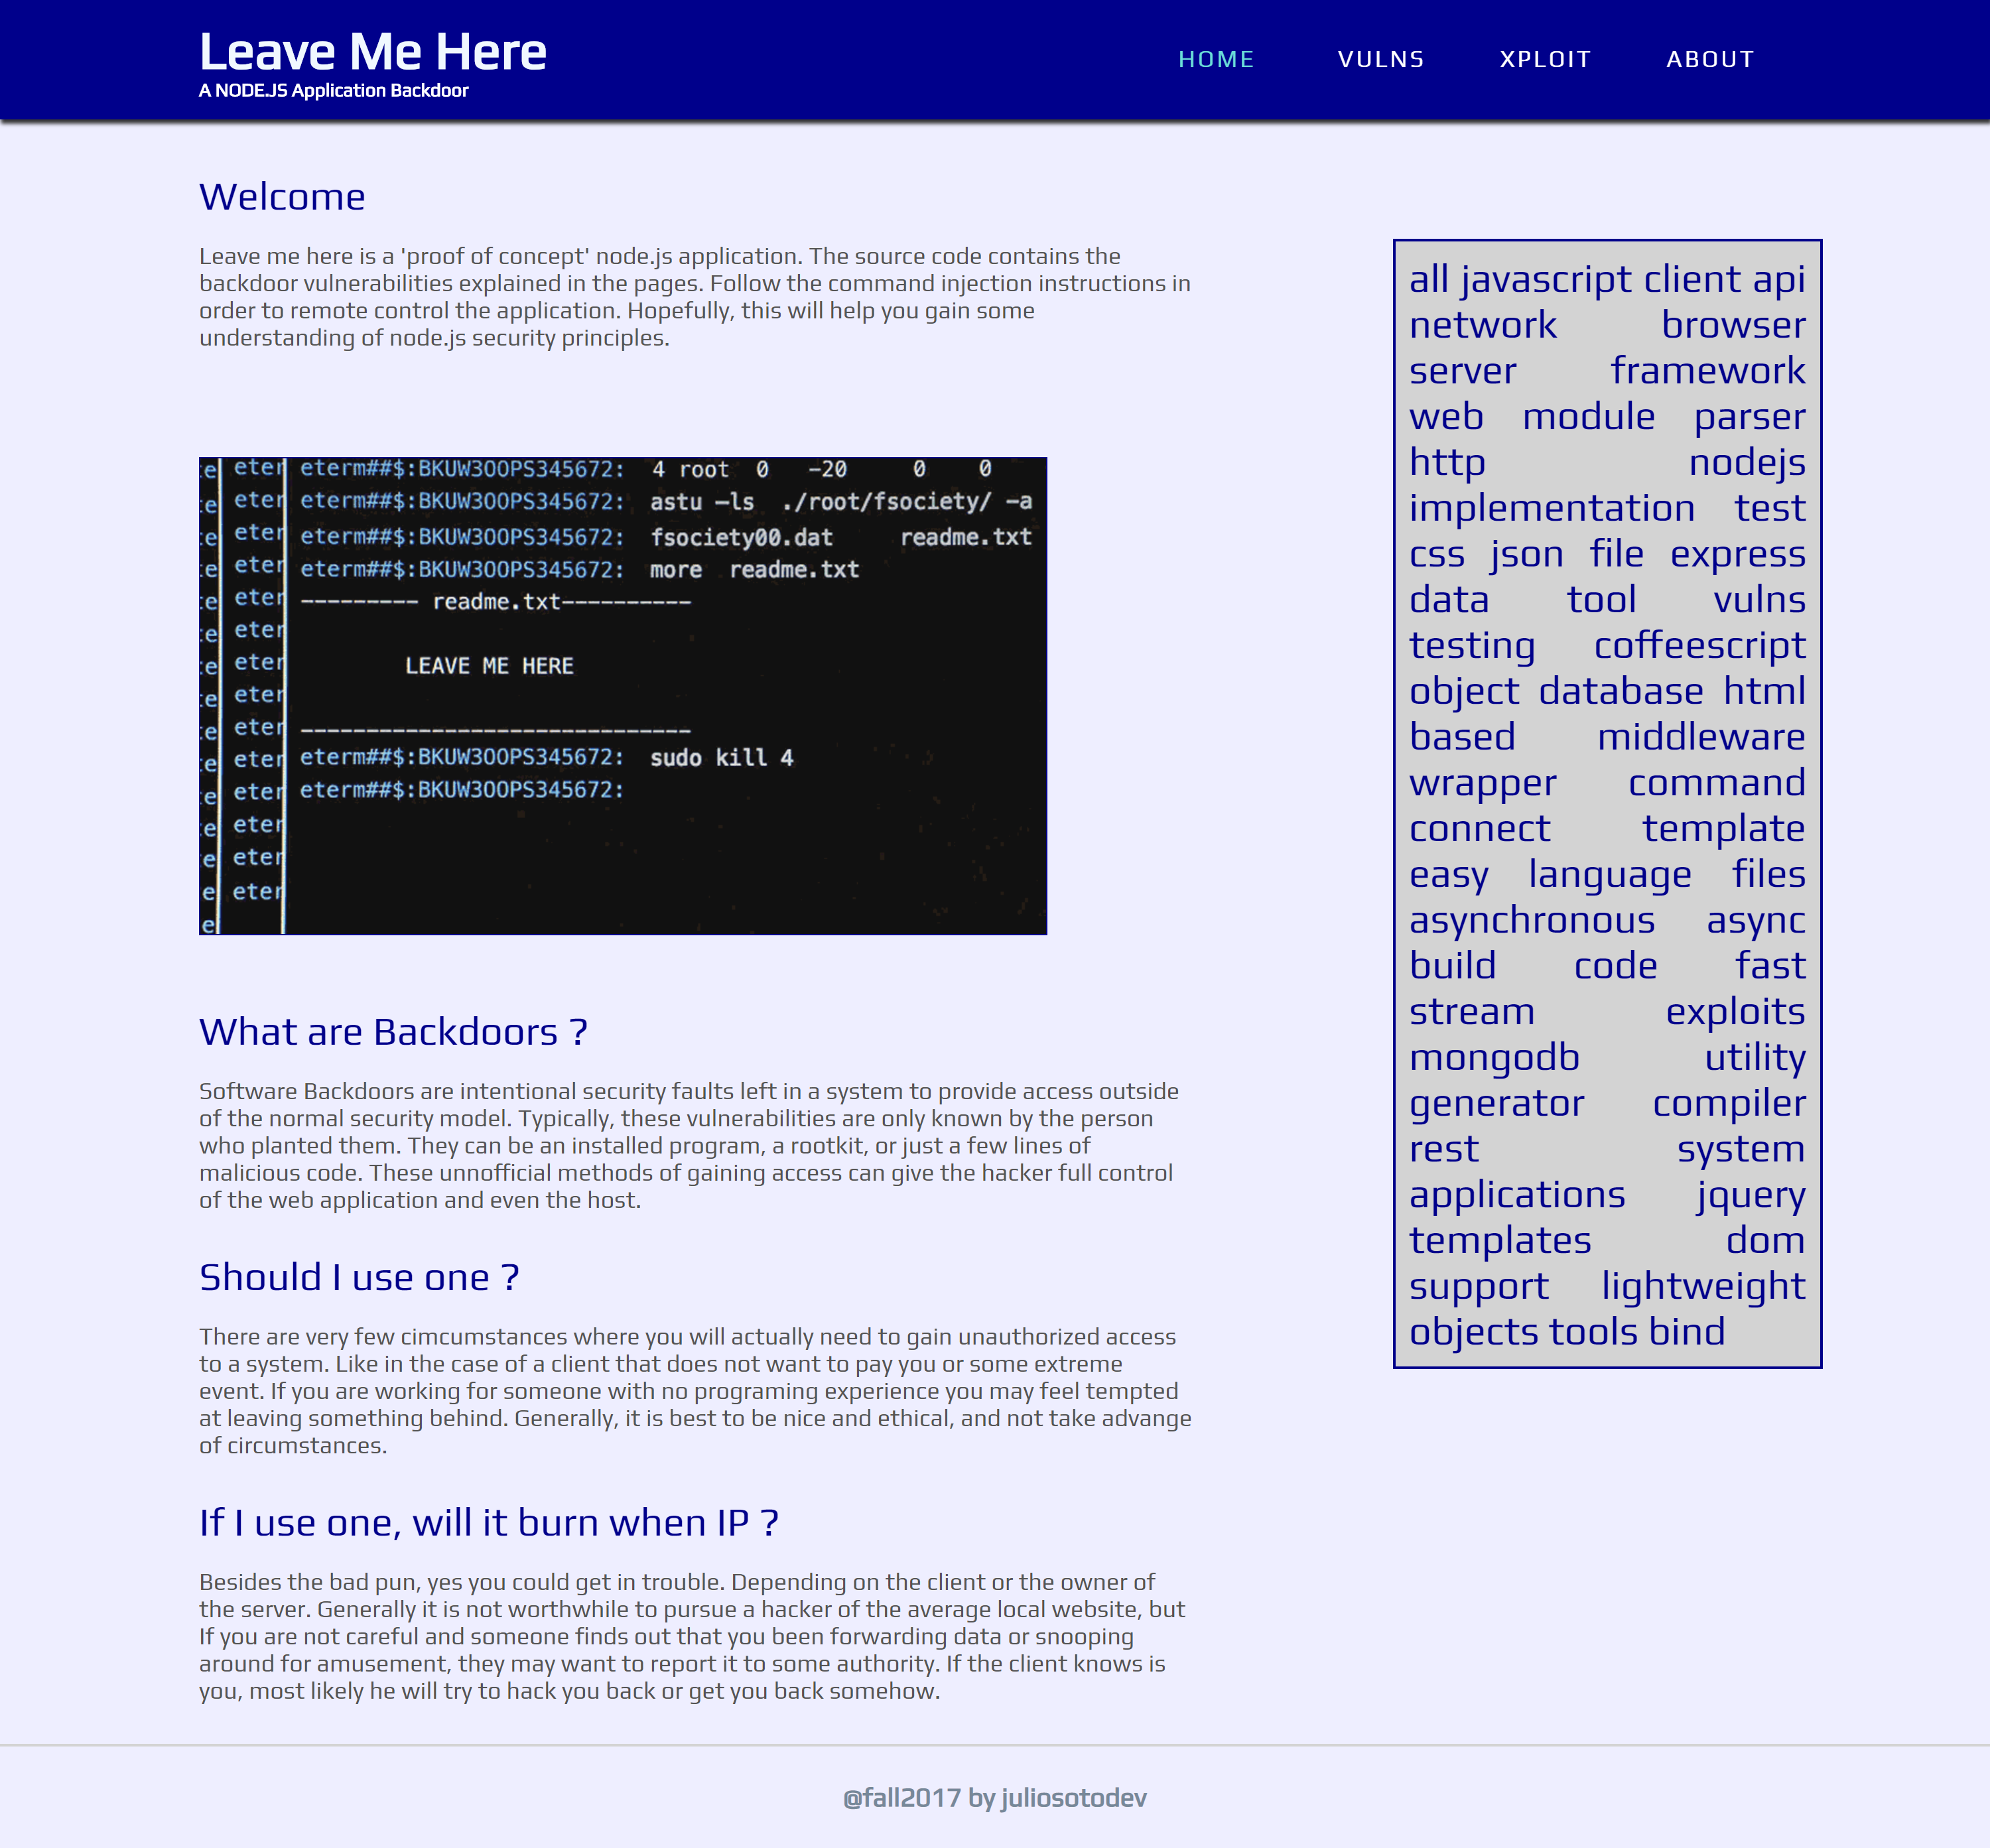 Leave Me Here
A NODE.JS Application Backdoor
HOME VULNS XPLOIT ABOUT
Welcome
Leave me here is a 'proof of concept' node.js application. The source code contains the
backdoor vulnerabilities explained in the pages. Follow the command injection instructions in
order to remote control the application. Hopefully, this will help you gain some
understanding of node.js security principles.
te eter eterm##$:BKUW3OOPS345672: 4 root 0 -20 0 0
te eter eterm##$:BKUW3OOPS345672: astu -ls ./root/fsociety/ -a
te eter eterm##$:BKUW3OOPS345672: fsociety00.dat readme.txt
te eter eterm##$:BKUW3OOPS345672: more readme.txt
te eter --------- readme.txt----------
te eter
te eter LEAVE ME HERE
te eter
te eter ------------------------------
te eter eterm##$:BKUW3OOPS345672: sudo kill 4
te eter eterm##$:BKUW3OOPS345672:
te eter
te eter
e eter
e
What are Backdoors ?
Software Backdoors are intentional security faults left in a system to provide access outside
of the normal security model. Typically, these vulnerabilities are only known by the person
who planted them. They can be an installed program, a rootkit, or just a few lines of
malicious code. These unnofficial methods of gaining access can give the hacker full control
of the web application and even the host.
Should I use one ?
There are very few cimcumstances where you will actually need to gain unauthorized access
to a system. Like in the case of a client that does not want to pay you or some extreme
event. If you are working for someone with no programing experience you may feel tempted
at leaving something behind. Generally, it is best to be nice and ethical, and not take advange
of circumstances.
If I use one, will it burn when IP ?
Besides the bad pun, yes you could get in trouble. Depending on the client or the owner of
the server. Generally it is not worthwhile to pursue a hacker of the average local website, but
If you are not careful and someone finds out that you been forwarding data or snooping
around for amusement, they may want to report it to some authority. If the client knows is
you, most likely he will try to hack you back or get you back somehow.
all javascript client api
network browser
server framework
web module parser
http nodejs
implementation test
css json file express
data tool vulns
testing coffeescript
object database html
based middleware
wrapper command
connect template
easy language files
asynchronous async
build code fast
stream exploits
mongodb utility
generator compiler
rest system
applications jquery
templates dom
support lightweight
objects tools bind
@fall2017 by juliosotodev